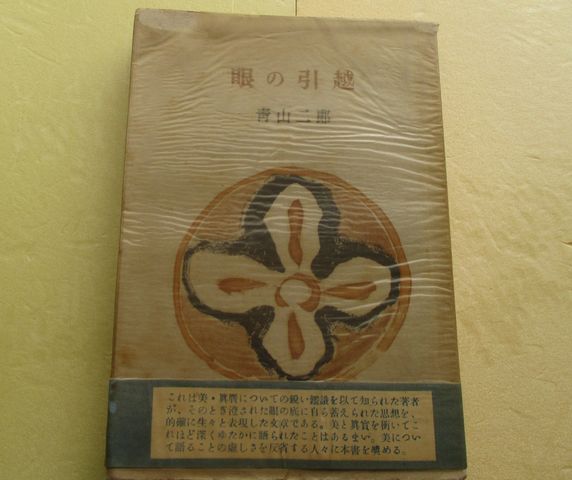 眼の引越
青山二郎
これは美・眞贋についての鋭い鑑識を以て知られた著者
が、そのとぎ澄された眼の底に自ら蓄えられた思想を、
的確に生々と表現した文章である。美と眞實を衝いてこ
れほど深くゆたかに語られたことはあるまい。美につい
て語ることの虚しさを反省する人々に本書を奬める。